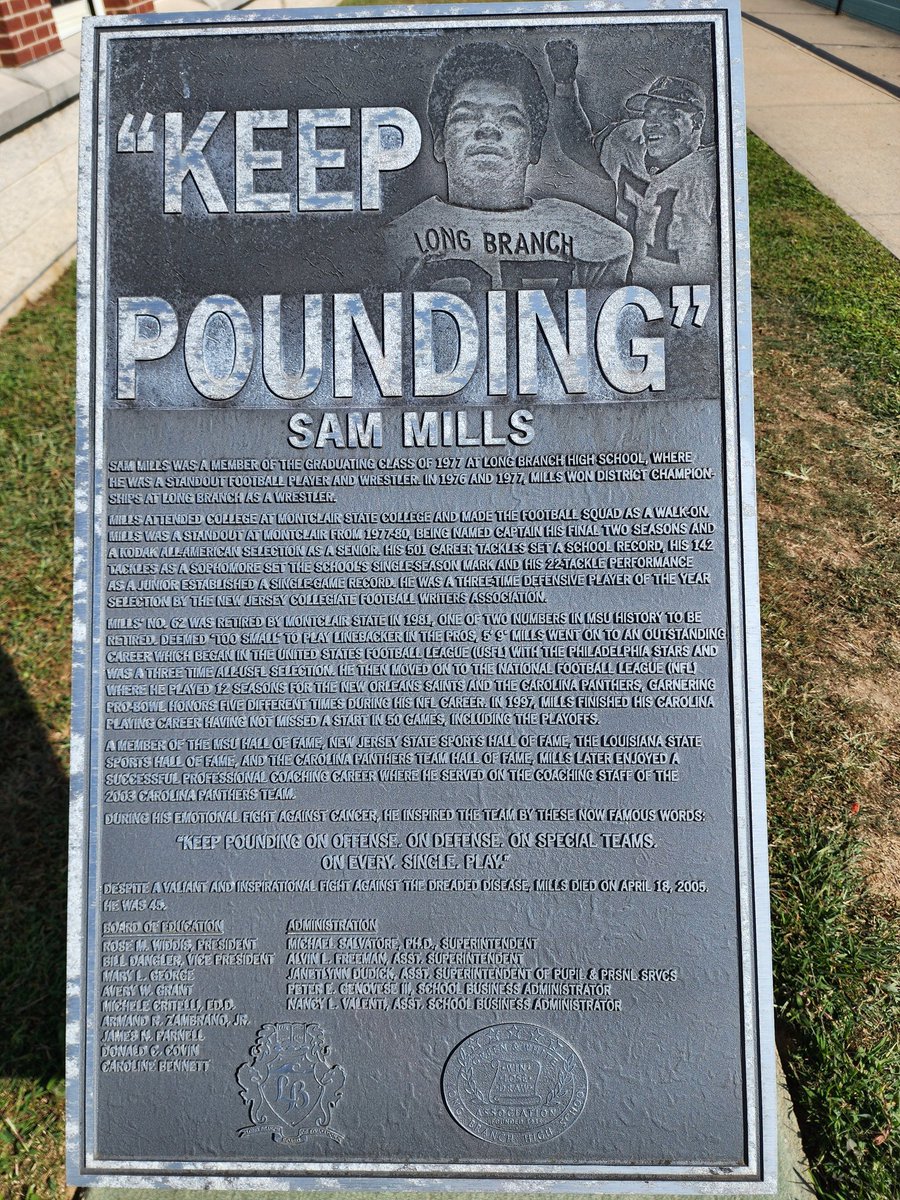 "KEEP
LONG BRANCH
POUNDING"
SAM MILLS
SAM MILLS WAS A MEMBER OF THE GRADUATING CLASS OF 1977 AT LONG BRANCH HIGH SCHOOL, WHERE
HE WAS A STANDOUT FOOTBALL PLAYER AND WRESTLER. IN 1976 AND 1977, MILLS WON DISTRICT CHAMPION-
SHIPS AT LONG BRANCH AS A WRESTLER.
MILLS ATTENDED COLLEGE AT MONTCLAIR STATE COLLEGE AND MADE THE FOOTBALL SQUAD AS A WALK-ON.
MILLS WAS A STANDOUT AT MONTCLAIR FROM 1977-80, BEING NAMED CAPTAIN HIS FINAL TWO SEASONS AND
A KODAK ALL-AMERICAN SELECTION AS A SENIOR. HIS 501 CAREER TACKLES SET A SCHOOL RECORD, HIS 142
TACKLES AS A SOPHOMORE SET THE SCHOOL'S SINGLE-SEASON MARK AND HIS 22-TACKLE PERFORMANCE
AS A JUNIOR ESTABLISHED A SINGLE-GAME RECORD. HE WAS A THREE-TIME DEFENSIVE PLAYER OF THE YEAR
SELECTION BY THE NEW JERSEY COLLEGIATE FOOTBALL WRITERS ASSOCIATION.
MILLS' NO. 62 WAS RETIRED BY MONTCLAIR STATE IN 1981, ONE OF TWO NUMBERS IN MSU HISTORY TO BE
RETIRED. DEEMED "TOO SMALL" TO PLAY LINEBACKER IN THE PROS, 5' 9" MILLS WENT ON TO AN OUTSTANDING
CAREER WHICH BEGAN IN THE UNITED STATES FOOTBALL LEAGUE (USFL) WITH THE PHILADELPHIA STARS AND
WAS A THREE TIME ALL-USFL SELECTION. HE THEN MOVED ON TO THE NATIONAL FOOTBALL LEAGUE (NFL)
WHERE HE PLAYED 12 SEASONS FOR THE NEW ORLEANS SAINTS AND THE CAROLINA PANTHERS, GARNERING
PRO-BOWL HONORS FIVE DIFFERENT TIMES DURING HIS NFL CAREER. IN 1997, MILLS FINISHED HIS CAROLINA
PLAYING CAREER HAVING NOT MISSED A START IN 50 GAMES, INCLUDING THE PLAYOFFS.
A MEMBER OF THE MSU HALL OF FAME, NEW JERSEY STATE SPORTS HALL OF FAME, THE LOUISIANA STATE
SPORTS HALL OF FAME, AND THE CAROLINA PANTHERS TEAM HALL OF FAME, MILLS LATER ENJOYED A
SUCCESSFUL PROFESSIONAL COACHING CAREER WHERE HE SERVED ON THE COACHING STAFF OF THE
2003 CAROLINA PANTHERS TEAM.
DURING HIS EMOTIONAL FIGHT AGAINST CANCER, HE INSPIRED THE TEAM BY THESE NOW FAMOUS WORDS:
"KEEP POUNDING ON OFFENSE. ON DEFENSE. ON SPECIAL TEAMS.
ON EVERY. SINGLE. PLAY."
DESPITE A VALIANT AND INSPIRATIONAL FIGHT AGAINST THE DREADED DISEASE, MILLS DIED ON APRIL 18, 2005.
HE WAS 45.
BOARD OF EDUCATION
ROSE M. WIDDIS, PRESIDENT
BILL DANGLER, VICE PRESIDENT
MARY L. GEORGE
AVERY W. GRANT
MICHELE CRITELLI, ED.D.
ARMAND R. ZAMBRANO, JR.
JAMES N. PARNELL
DONALD C. COVIN
CAROLINE BENNETT
ADMINISTRATION
MICHAEL SALVATORE, PH.D., SUPERINTENDENT
ALVIN L. FREEMAN, ASST. SUPERINTENDENT
JANETLYNN DUDICK, ASST. SUPERINTENDENT OF PUPIL & PRSNL SRVCS
PETER E. GENOVESE III, SCHOOL BUSINESS ADMINISTRATOR
NANCY L. VALENTI, ASST. SCHOOL BUSINESS ADMINISTRATOR
LB
ASSOCIATION
BRANCH HIGH SCHOOL